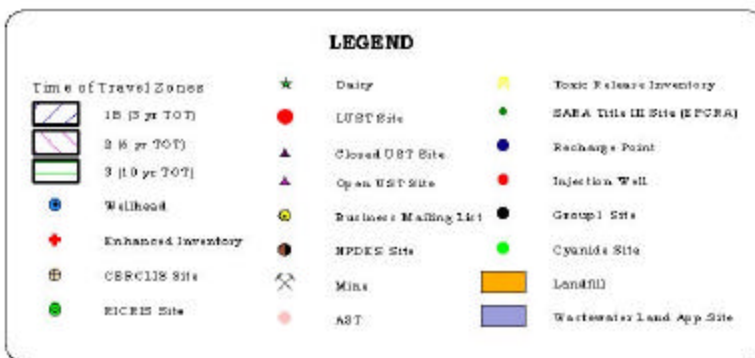 LEGEND
Time of Travel Zones
1B (3 yr TOT)
2 (6 yr TOT)
3 (10 yr TOT)
Wellhead
Enhanced Inventory
CERCLIS Site
RICRIS Site
Dairy
LUST Site
Closed UST Site
Open UST Site
Business Mailing List
NPDES Site
Mine
AST
Toxic Release Inventory
SARA Title III Site (EPCRA)
Recharge Point
Injection Well
Group1 Site
Cyanide Site
Landfill
Wastewater Land App. Site